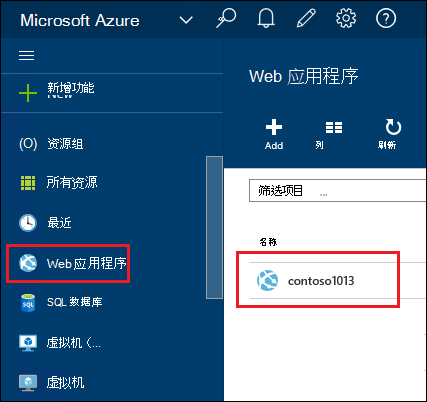 Microsoft Azure
新增功能
New
(O) 资源组
所有资源
最近
Web 应用程序
SQL 数据库
虚拟机 (...
虚拟机
Web 应用程序
Add
列
刷新
筛选项目 ...
名称
contoso1013